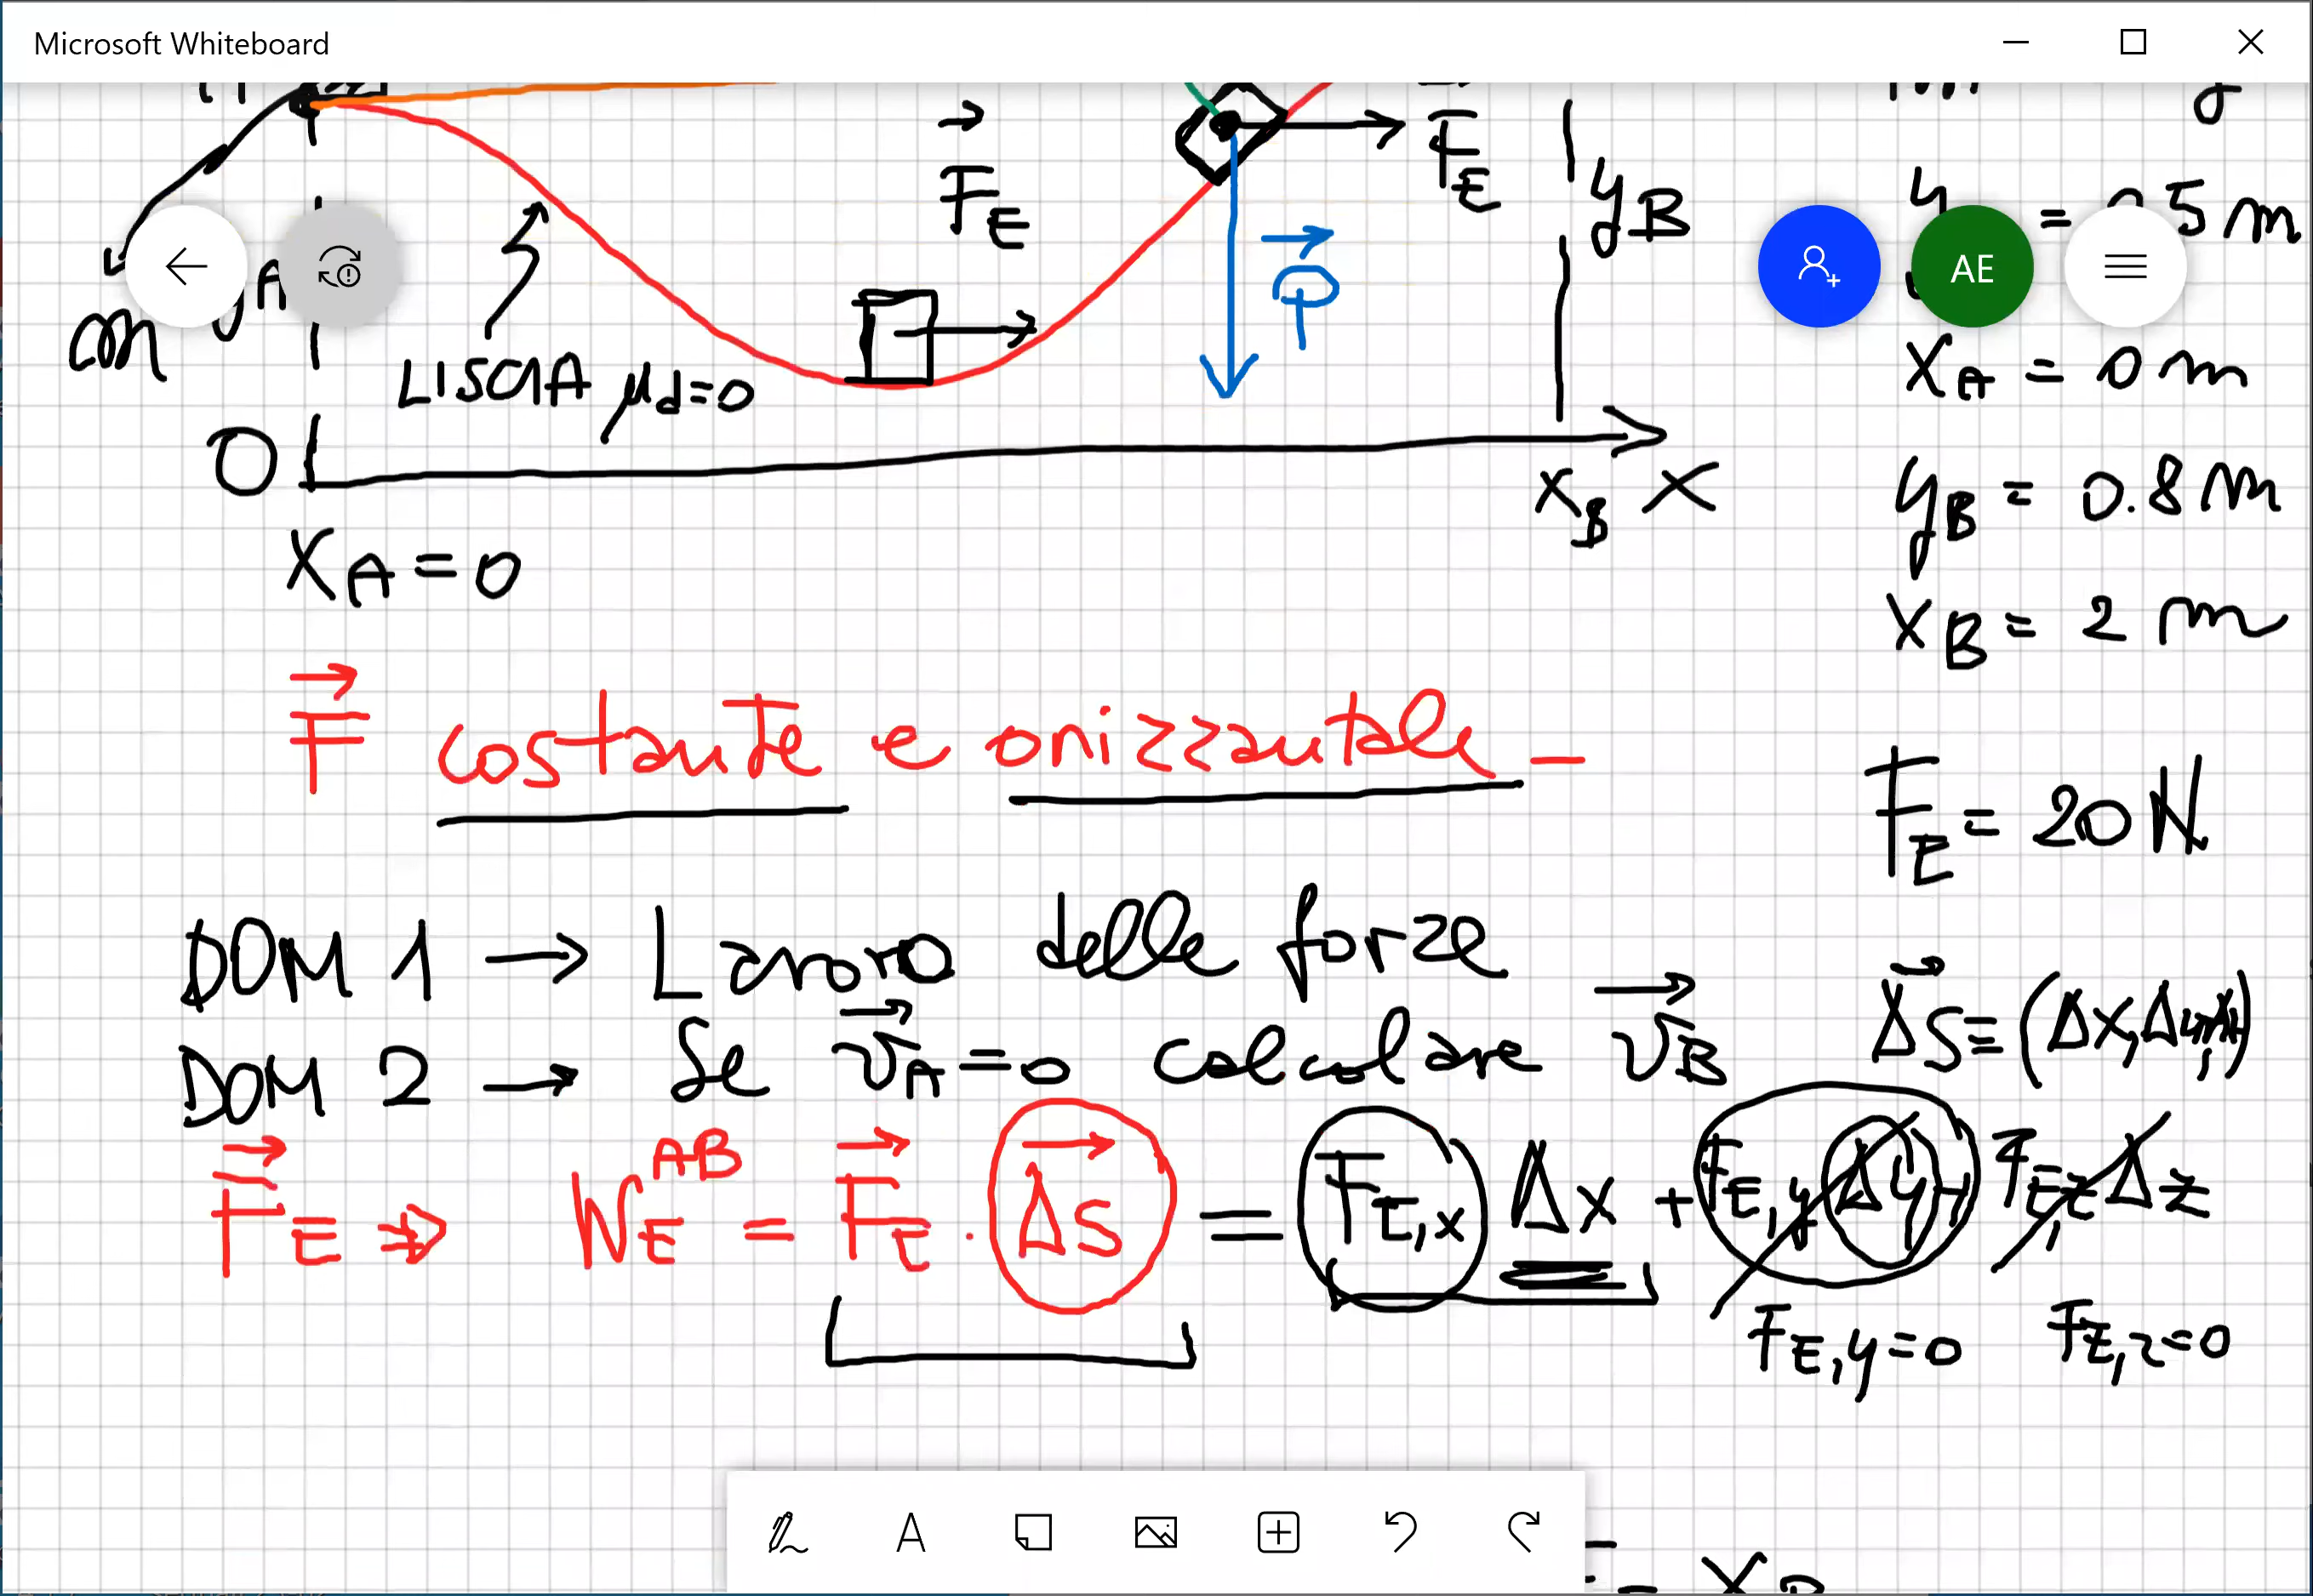 Microsoft Whiteboard
F_E
F_E
y_B
P
= 0.5 m
AE
m
LISCIA μ_d=0
x_A = 0 m
O
x_B x
y_B = 0.8 m
x_A = 0
x_B = 2 m
F costante e orizzontale -
F_E = 20 N
DOM 1 → Lavoro delle forze
DOM 2 → Se v_A = 0 calcolare v_B
Δs ≡ (Δx, Δy,
F_E ⇒ W_E^AB = F_E · Δs = F_E,x Δx + F_E,y Δy + F_E,z Δz
F_E,y=0 F_E,z=0
A